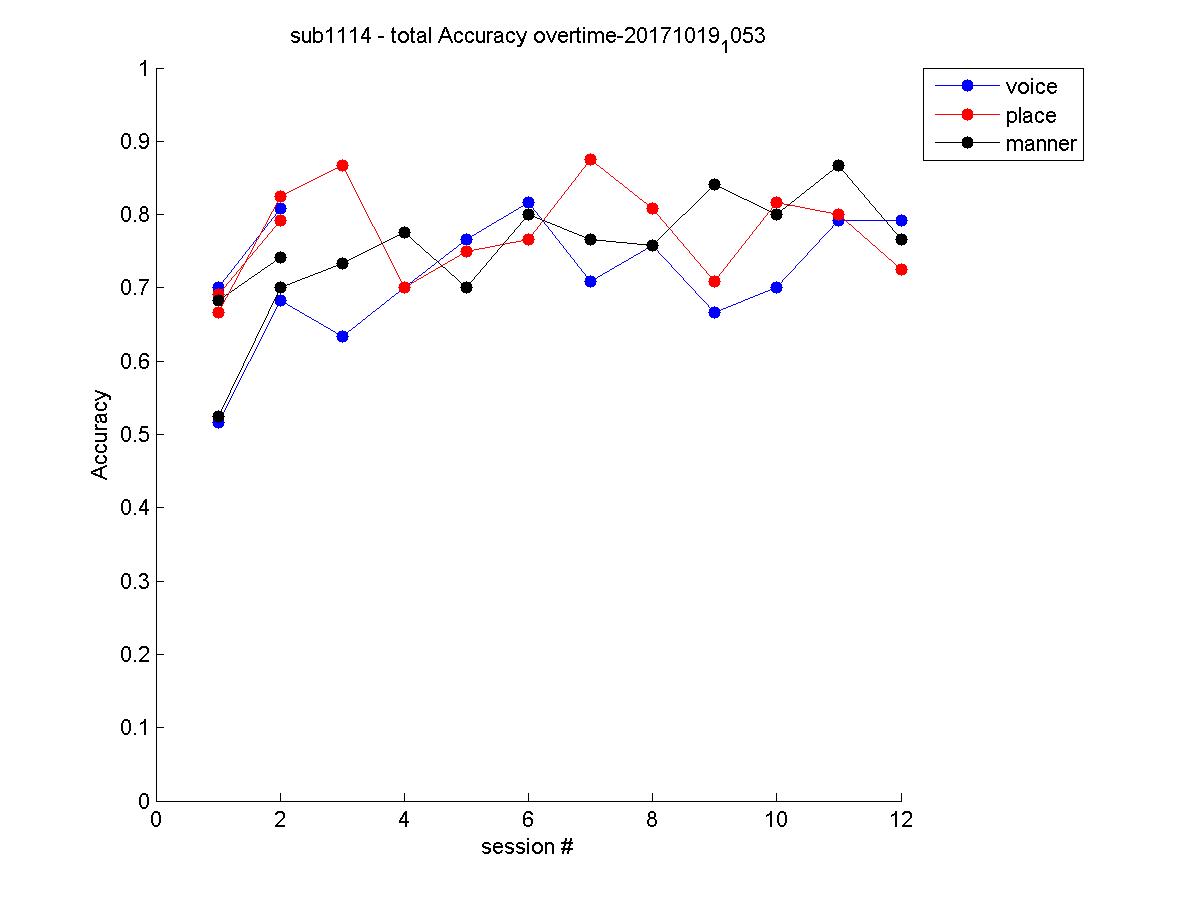 sub1114 - total Accuracy overtime-20171019₁053
1
0.9
0.8
0.7
0.6
0.5
0.4
0.3
0.2
0.1
0
Accuracy
0 2 4 6 8 10 12
session #
voice
place
manner